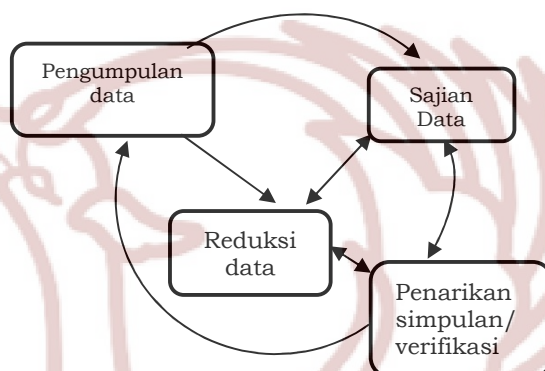 Pengumpulan
data
Sajian
Data
Reduksi
data
Penarikan
simpulan/
verifikasi